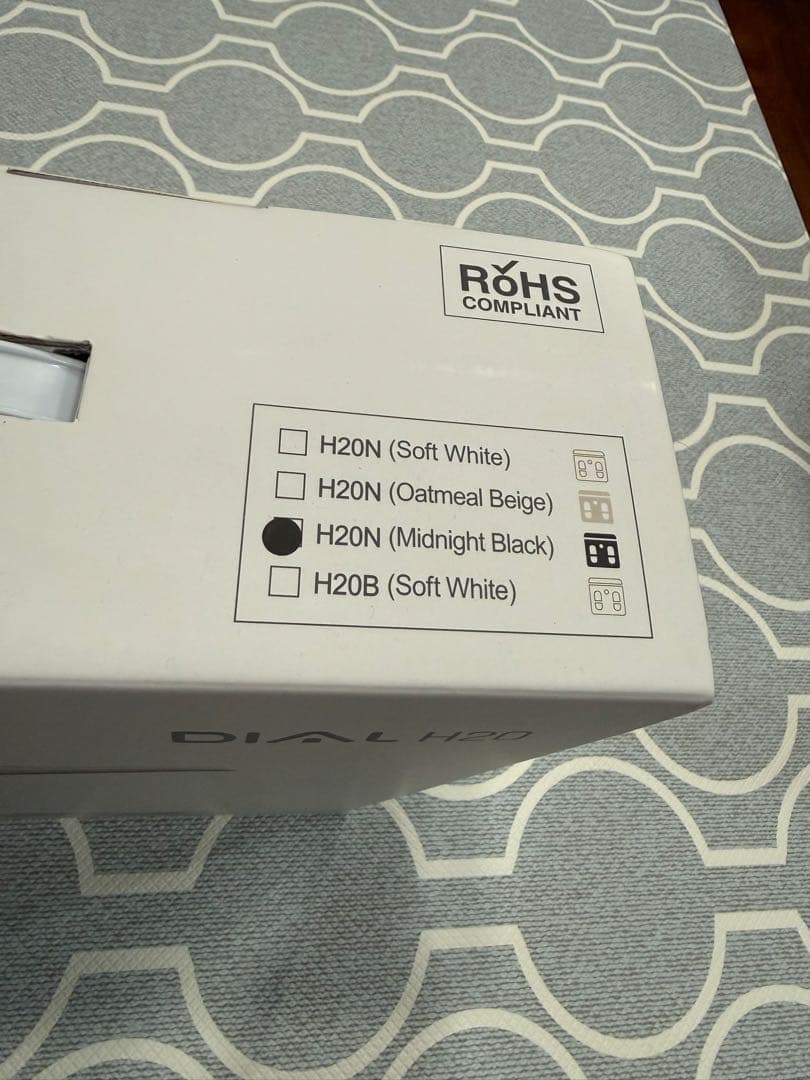 RoHS
COMPLIANT
H20N (Soft White)
H20N (Oatmeal Beige)
H20N (Midnight Black)
H20B (Soft White)
DIAL H20